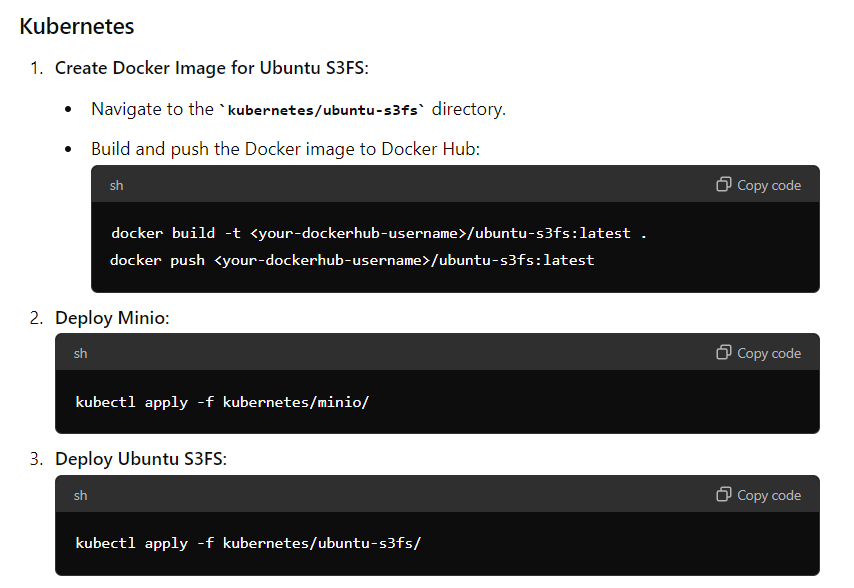 Kubernetes
1. Create Docker Image for Ubuntu S3FS:
• Navigate to the `kubernetes/ubuntu-s3fs` directory.
• Build and push the Docker image to Docker Hub:
sh Copy code
docker build -t <your-dockerhub-username>/ubuntu-s3fs:latest .
docker push <your-dockerhub-username>/ubuntu-s3fs:latest
2. Deploy Minio:
sh Copy code
kubectl apply -f kubernetes/minio/
3. Deploy Ubuntu S3FS:
sh Copy code
kubectl apply -f kubernetes/ubuntu-s3fs/